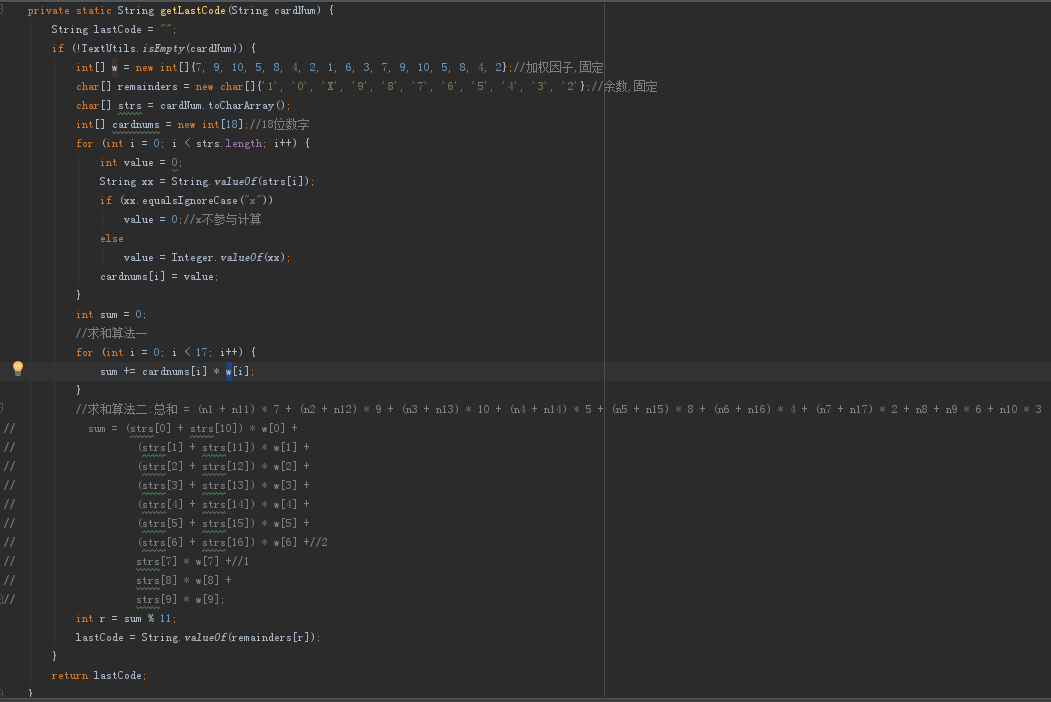 private static String getLastCode(String cardNum) {
String lastCode = "";
if (!TextUtils.isEmpty(cardNum)) {
int[] w = new int[]{7, 9, 10, 5, 8, 4, 2, 1, 6, 3, 7, 9, 10, 5, 8, 4, 2};//加权因子,固定
char[] remainders = new char[]{'1', '0', 'X', '9', '8', '7', '6', '5', '4', '3', '2'};//余数,固定
char[] strs = cardNum.toCharArray();
int[] cardnums = new int[18];//18位数字
for (int i = 0; i < strs.length; i++) {
int value = 0;
String xx = String.valueOf(strs[i]);
if (xx.equalsIgnoreCase("x"))
value = 0;//x不参与计算
else
value = Integer.valueOf(xx);
cardnums[i] = value;
}
int sum = 0;
//求和算法一
for (int i = 0; i < 17; i++) {
sum += cardnums[i] * w[i];
}
//求和算法二:总和 = (n1 + n11) * 7 + (n2 + n12) * 9 + (n3 + n13) * 10 + (n4 + n14) * 5 + (n5 + n15) * 8 + (n6 + n16) * 4 + (n7 + n17) * 2 + n8 + n9 * 6 + n10 * 3
// sum = (strs[0] + strs[10]) * w[0] +
// (strs[1] + strs[11]) * w[1] +
// (strs[2] + strs[12]) * w[2] +
// (strs[3] + strs[13]) * w[3] +
// (strs[4] + strs[14]) * w[4] +
// (strs[5] + strs[15]) * w[5] +
// (strs[6] + strs[16]) * w[6] +//2
// strs[7] * w[7] +//1
// strs[8] * w[8] +
// strs[9] * w[9];
int r = sum % 11;
lastCode = String.valueOf(remainders[r]);
}
return lastCode;
}